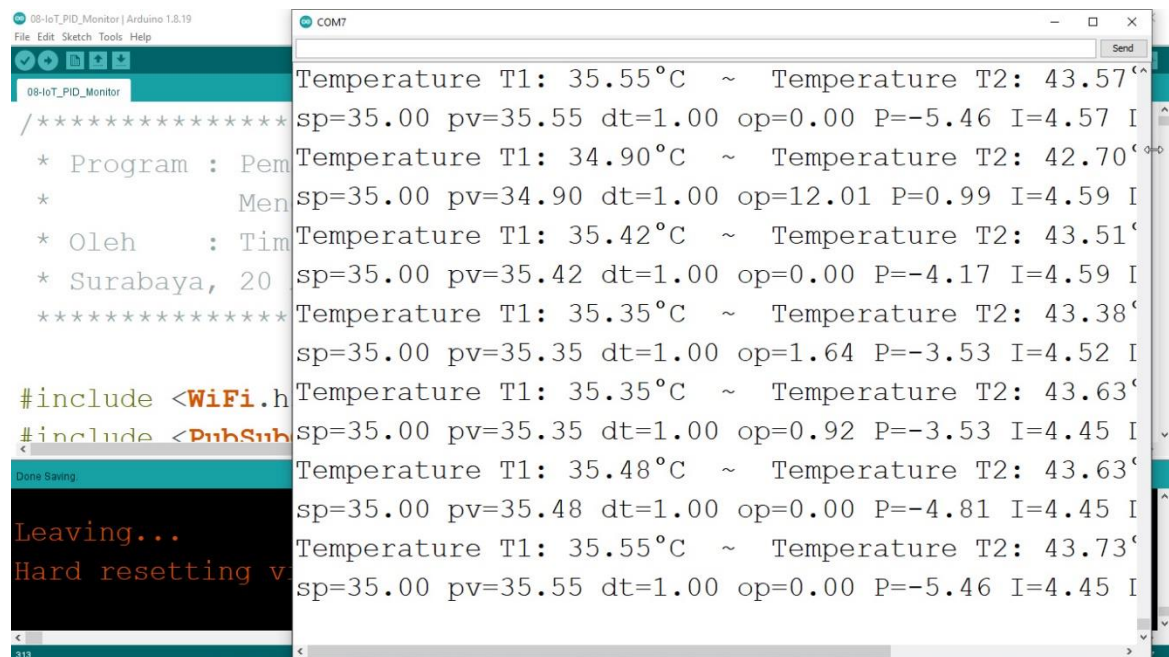 08-IoT_PID_Monitor | Arduino 1.8.19
File Edit Sketch Tools Help
08-IoT_PID_Monitor
/***************
* Program : Pem
* Men
* Oleh : Tim
* Surabaya, 20
***************
#include <WiFi.h
#include <PubSub
Done Saving.
Leaving...
Hard resetting vi
313
COM7
Send
Temperature T1: 35.55°C ~ Temperature T2: 43.57°
sp=35.00 pv=35.55 dt=1.00 op=0.00 P=-5.46 I=4.57
Temperature T1: 34.90°C ~ Temperature T2: 42.70°
sp=35.00 pv=34.90 dt=1.00 op=12.01 P=0.99 I=4.59
Temperature T1: 35.42°C ~ Temperature T2: 43.51°
sp=35.00 pv=35.42 dt=1.00 op=0.00 P=-4.17 I=4.59
Temperature T1: 35.35°C ~ Temperature T2: 43.38°
sp=35.00 pv=35.35 dt=1.00 op=1.64 P=-3.53 I=4.52
Temperature T1: 35.35°C ~ Temperature T2: 43.63°
sp=35.00 pv=35.35 dt=1.00 op=0.92 P=-3.53 I=4.45
Temperature T1: 35.48°C ~ Temperature T2: 43.63°
sp=35.00 pv=35.48 dt=1.00 op=0.00 P=-4.81 I=4.45
Temperature T1: 35.55°C ~ Temperature T2: 43.73°
sp=35.00 pv=35.55 dt=1.00 op=0.00 P=-5.46 I=4.45